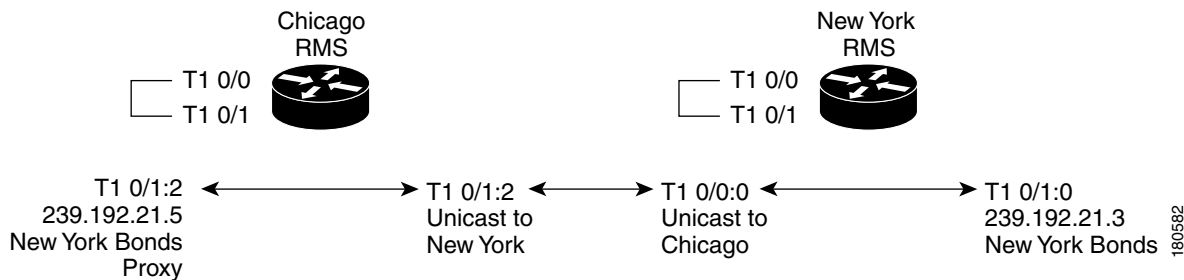 Chicago
RMS
T1 0/0
T1 0/1
New York
RMS
T1 0/0
T1 0/1
T1 0/1:2
239.192.21.5
New York Bonds
Proxy
T1 0/1:2
Unicast to
New York
T1 0/0:0
Unicast to
Chicago
T1 0/1:0
239.192.21.3
New York Bonds
180582